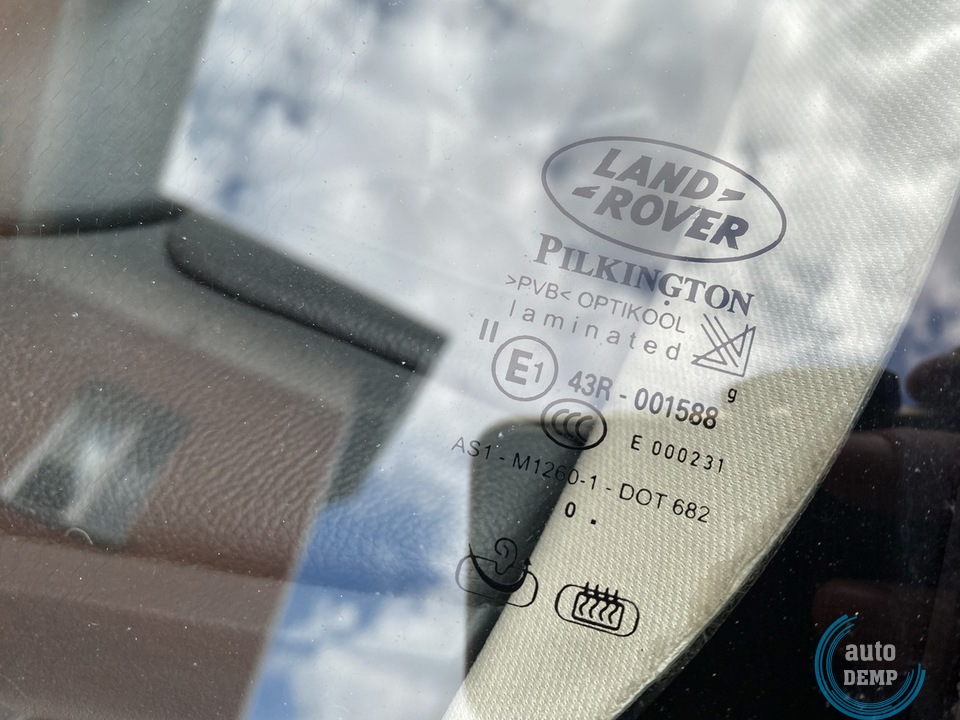 LAND
ROVER
PILKINGTON
>PVB< OPTIKOOL
laminated
II
E1 43R - 001588
g
CCC E 000231
AS1 - M1260-1 - DOT 682
0 .
auto
DEMP